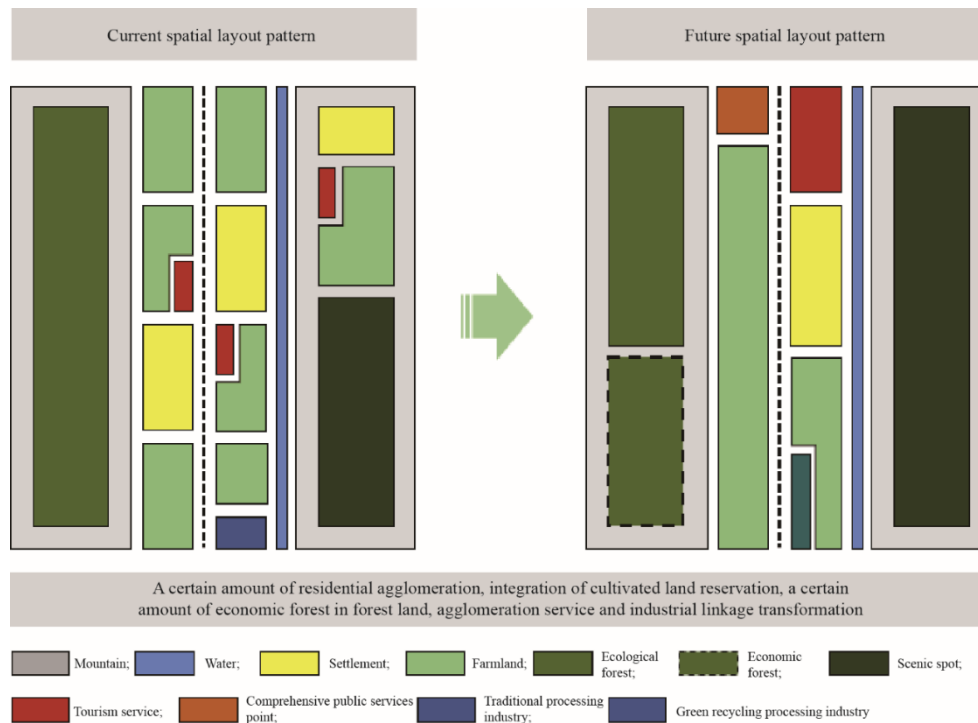 Current spatial layout pattern
Future spatial layout pattern
A certain amount of residential agglomeration, integration of cultivated land reservation, a certain
amount of economic forest in forest land, agglomeration service and industrial linkage transformation
Mountain;
Water;
Settlement;
Farmland;
Ecological
forest;
Economic
forest;
Scenic spot;
Tourism service;
Comprehensive public services
point;
Traditional processing
industry;
Green recycling processing industry